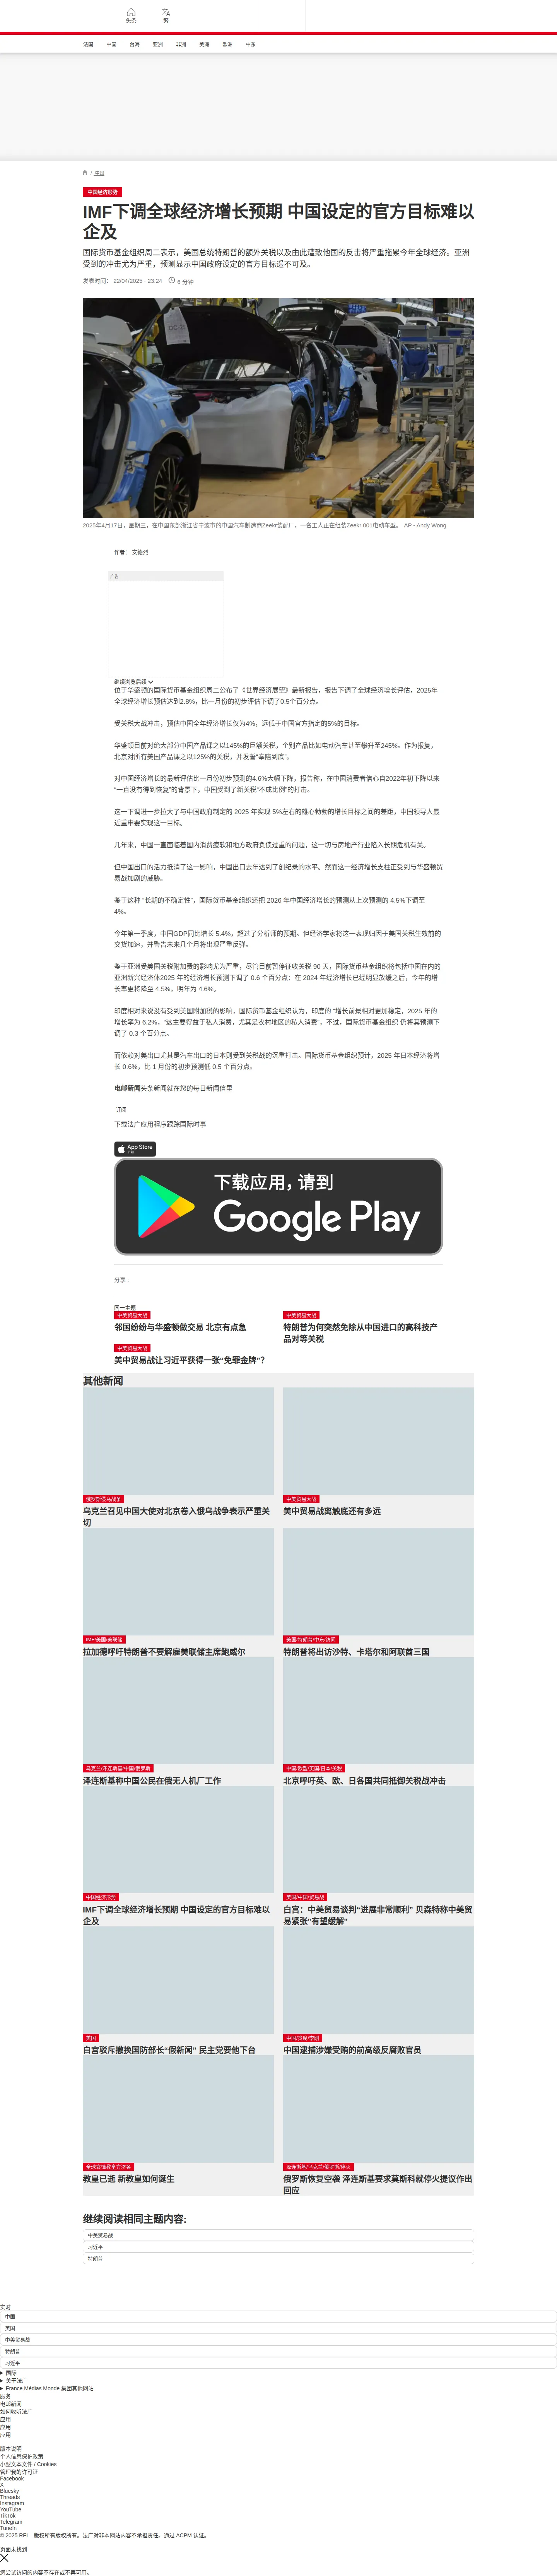 头条
繁
法国
中国
台海
亚洲
非洲
美洲
欧洲
中东
/ 中国
中国经济形势
IMF下调全球经济增长预期 中国设定的官方目标难以
企及
国际货币基金组织周二表示，美国总统特朗普的额外关税以及由此遭致他国的反击将严重拖累今年全球经济。亚洲
受到的冲击尤为严重，预测显示中国政府设定的官方目标遥不可及。
发表时间： 22/04/2025 - 23:24
6 分钟
2025年4月17日，星期三，在中国东部浙江省宁波市的中国汽车制造商Zeekr装配厂，一名工人正在组装Zeekr 001电动车型。 AP - Andy Wong
作者： 安德烈
广告
继续浏览后续
位于华盛顿的国际货币基金组织周二公布了《世界经济展望》最新报告，报告下调了全球经济增长评估，2025年
全球经济增长预估达到2.8%，比一月份的初步评估下调了0.5个百分点。
受关税大战冲击，预估中国全年经济增长仅为4%，远低于中国官方指定的5%的目标。
华盛顿目前对绝大部分中国产品课之以145%的巨额关税，个别产品比如电动汽车甚至攀升至245%。作为报复，
北京对所有美国产品课之以125%的关税，并发誓“奉陪到底”。
对中国经济增长的最新评估比一月份初步预测的4.6%大幅下降，报告称，在中国消费者信心自2022年初下降以来
“一直没有得到恢复”的背景下，中国受到了新关税“不成比例”的打击。
这一下调进一步拉大了与中国政府制定的 2025 年实现 5%左右的雄心勃勃的增长目标之间的差距，中国领导人最
近重申要实现这一目标。
几年来，中国一直面临着国内消费疲软和地方政府负债过重的问题，这一切与房地产行业陷入长期危机有关。
但中国出口的活力抵消了这一影响，中国出口去年达到了创纪录的水平。然而这一经济增长支柱正受到与华盛顿贸
易战加剧的威胁。
鉴于这种 “长期的不确定性”，国际货币基金组织还把 2026 年中国经济增长的预测从上次预测的 4.5%下调至
4%。
今年第一季度，中国GDP同比增长 5.4%，超过了分析师的预期。但经济学家将这一表现归因于美国关税生效前的
交货加速，并警告未来几个月将出现严重反弹。
鉴于亚洲受美国关税附加费的影响尤为严重，尽管目前暂停征收关税 90 天，国际货币基金组织将包括中国在内的
亚洲新兴经济体2025 年的经济增长预测下调了 0.6 个百分点：在 2024 年经济增长已经明显放缓之后，今年的增
长率更将降至 4.5%，明年为 4.6%。
印度相对来说没有受到美国附加税的影响，国际货币基金组织认为，印度的 “增长前景相对更加稳定，2025 年的
增长率为 6.2%，“这主要得益于私人消费，尤其是农村地区的私人消费”，不过，国际货币基金组织 仍将其预测下
调了 0.3 个百分点。
而依赖对美出口尤其是汽车出口的日本则受到关税战的沉重打击。国际货币基金组织预计，2025 年日本经济将增
长 0.6%，比 1 月份的初步预测低 0.5 个百分点。
电邮新闻头条新闻就在您的每日新闻信里
订阅
下载法广应用程序跟踪国际时事
App Store
下载
下载应用，请到
Google Play
分享 :
同一主题
中美贸易大战
邻国纷纷与华盛顿做交易 北京有点急
中美贸易大战
特朗普为何突然免除从中国进口的高科技产
品对等关税
中美贸易大战
美中贸易战让习近平获得一张“免罪金牌”？
其他新闻
俄罗斯侵乌战争
乌克兰召见中国大使对北京卷入俄乌战争表示严重关
切
中美贸易大战
美中贸易战离触底还有多远
IMF/美国/美联储
拉加德呼吁特朗普不要解雇美联储主席鲍威尔
美国/特朗普/中东/访问
特朗普将出访沙特、卡塔尔和阿联酋三国
乌克兰/泽连斯基/中国/俄罗斯
泽连斯基称中国公民在俄无人机厂工作
中国/欧盟/英国/日本/关税
北京呼吁英、欧、日各国共同抵御关税战冲击
中国经济形势
IMF下调全球经济增长预期 中国设定的官方目标难以
企及
美国/中国/贸易战
白宫：中美贸易谈判“进展非常顺利” 贝森特称中美贸
易紧张“有望缓解”
美国
白宫驳斥撤换国防部长“假新闻” 民主党要他下台
中国/贪腐/李刚
中国逮捕涉嫌受贿的前高级反腐败官员
全球哀悼教皇方济各
教皇已逝 新教皇如何诞生
泽连斯基/乌克兰/俄罗斯/停火
俄罗斯恢复空袭 泽连斯基要求莫斯科就停火提议作出
回应
继续阅读相同主题内容:
中美贸易战
习近平
特朗普
实时
中国
美国
中美贸易战
特朗普
习近平
国际
关于法广
France Médias Monde 集团其他网站
服务
电邮新闻
如何收听法广
应用
应用
应用
版本说明
个人信息保护政策
小型文本文件 / Cookies
管理我的许可证
Facebook
X
Bluesky
Threads
Instagram
YouTube
TikTok
Telegram
TuneIn
© 2025 RFI – 版权所有版权所有。法广对非本网站内容不承担责任。通过 ACPM 认证。
页面未找到
您尝试访问的内容不存在或不再可用。